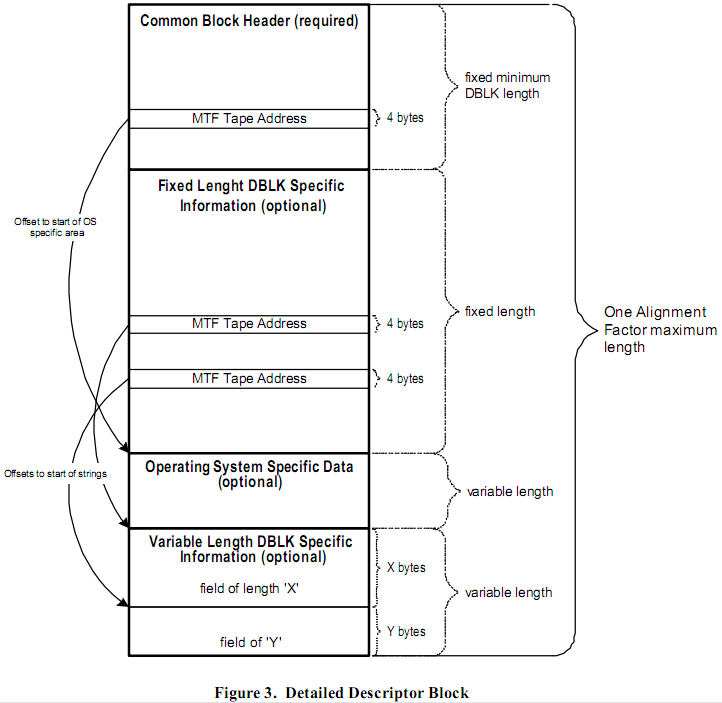 Common Block Header (required)
fixed minimum
DBLK length
MTF Tape Address
4 bytes
Fixed Lenght DBLK Specific
Information (optional)
Offset to start of OS
specific area
MTF Tape Address
4 bytes
fixed length
One Alignment
Factor maximum
length
MTF Tape Address
4 bytes
Offsets to start of strings
Operating System Specific Data
(optional)
variable length
Variable Length DBLK Specific
Information (optional)
field of length 'X'
X bytes
variable length
field of 'Y'
Y bytes
Figure 3. Detailed Descriptor Block